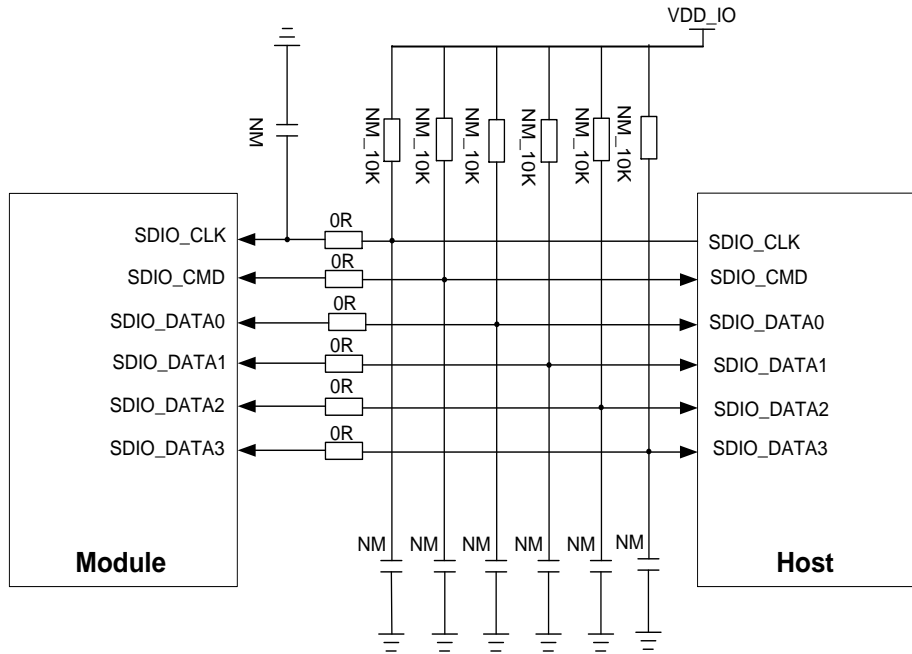 VDD_IO
NM
NM_10K
NM_10K
NM_10K
NM_10K
NM_10K
NM_10K
SDIO_CLK
0R
SDIO_CLK
SDIO_CMD
0R
SDIO_CMD
SDIO_DATA0
0R
SDIO_DATA0
SDIO_DATA1
0R
SDIO_DATA1
SDIO_DATA2
0R
SDIO_DATA2
SDIO_DATA3
0R
SDIO_DATA3
NM
NM
NM
NM
NM
NM
Module
Host